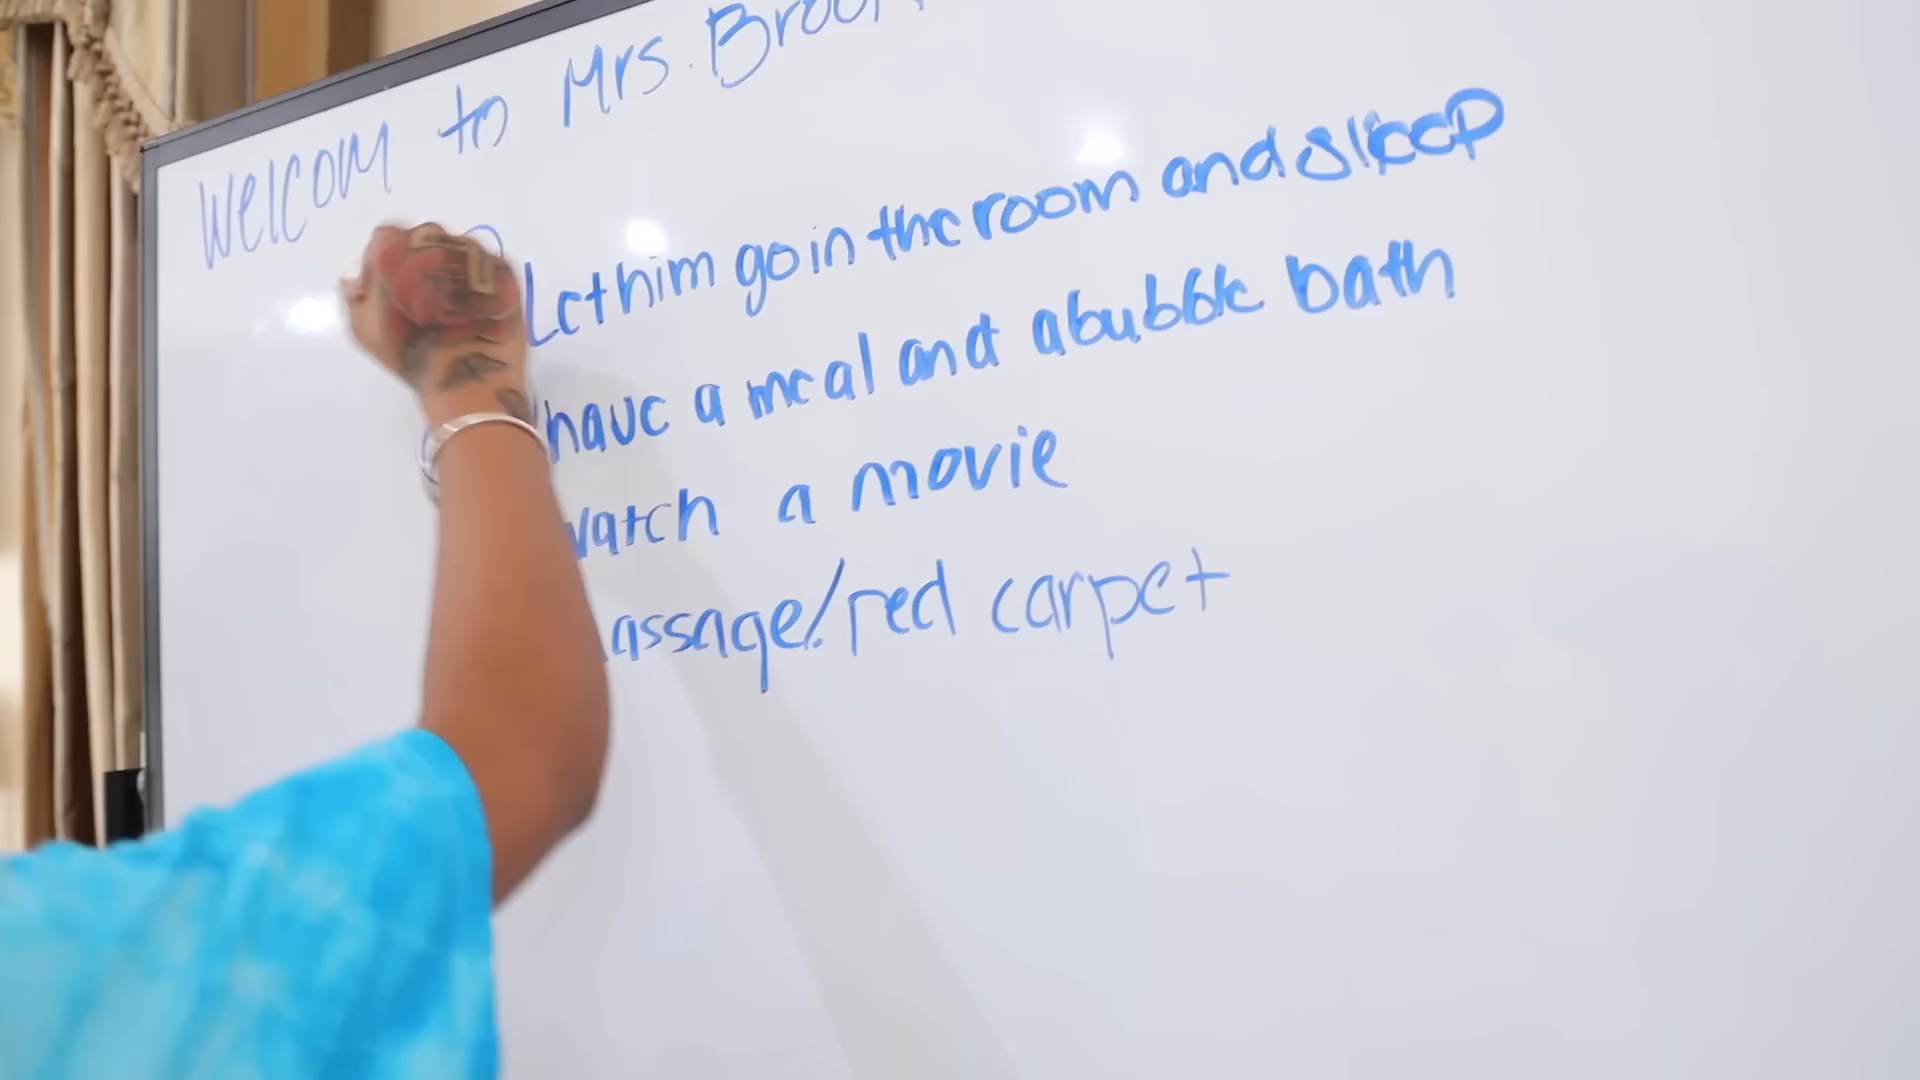 Welcom to Mrs. Broo
Let him go in the room and sleep
have a meal and a bubble bath
watch a movie
assage/red carpet